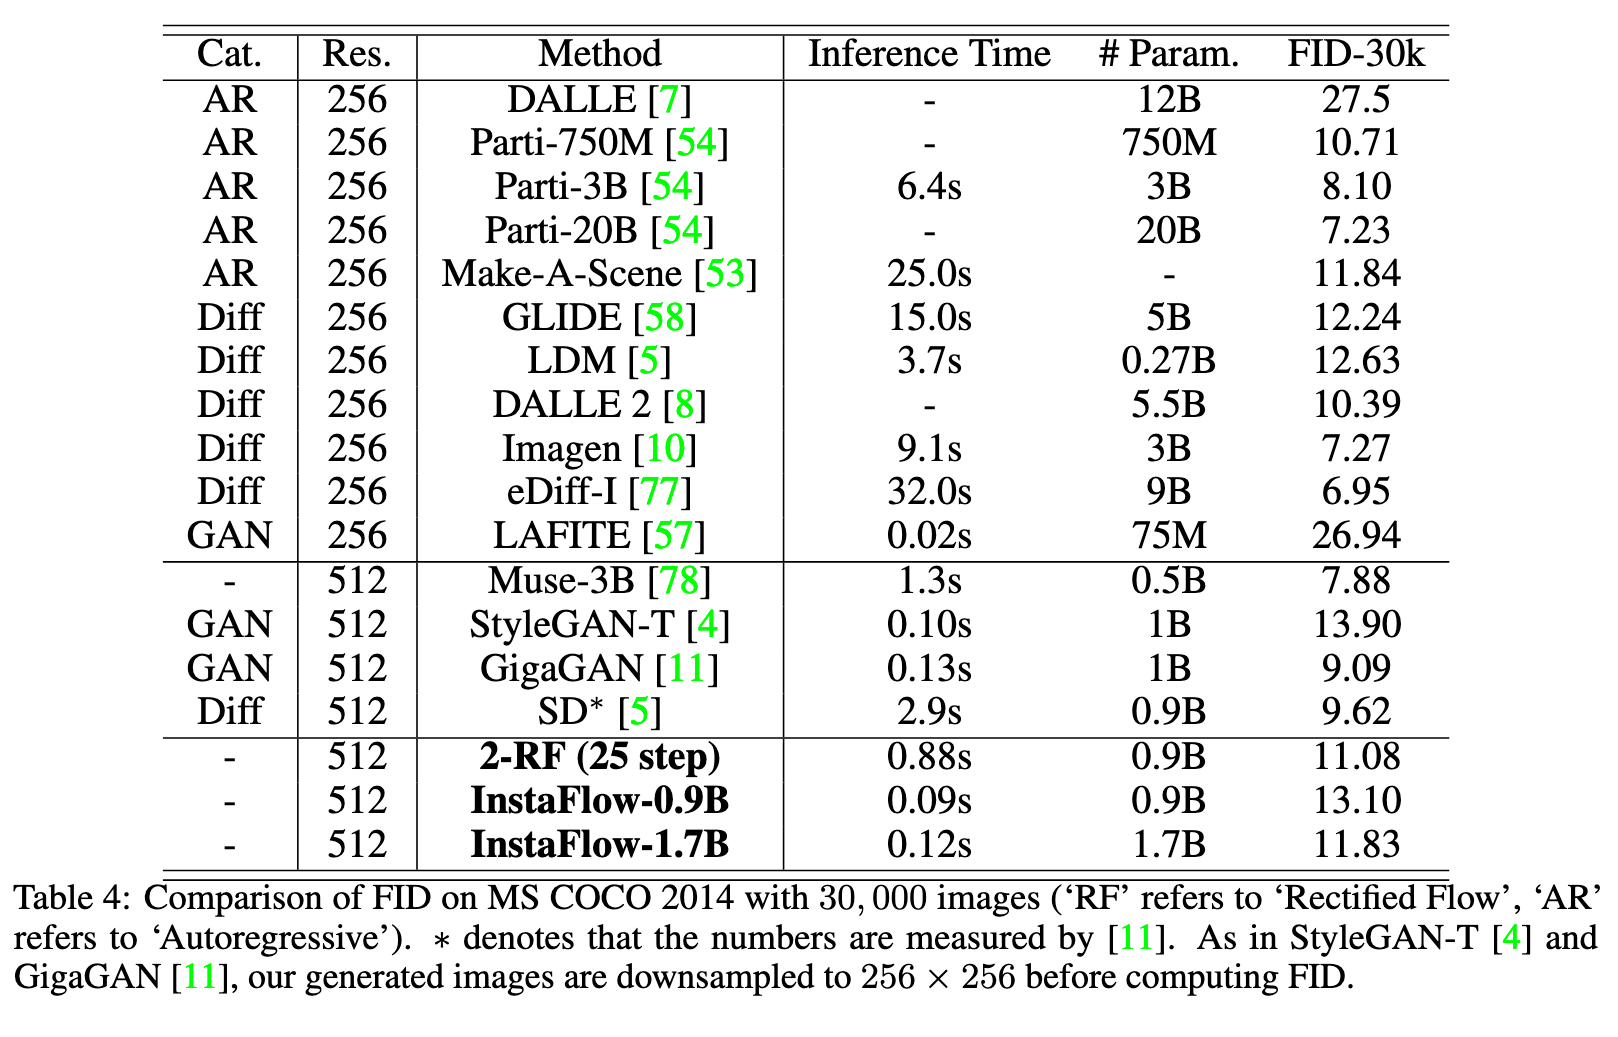 Cat. Res. Method Inference Time # Param. FID-30k
AR 256 DALLE [7] - 12B 27.5
AR 256 Parti-750M [54] - 750M 10.71
AR 256 Parti-3B [54] 6.4s 3B 8.10
AR 256 Parti-20B [54] - 20B 7.23
AR 256 Make-A-Scene [53] 25.0s - 11.84
Diff 256 GLIDE [58] 15.0s 5B 12.24
Diff 256 LDM [5] 3.7s 0.27B 12.63
Diff 256 DALLE 2 [8] - 5.5B 10.39
Diff 256 Imagen [10] 9.1s 3B 7.27
Diff 256 eDiff-I [77] 32.0s 9B 6.95
GAN 256 LAFITE [57] 0.02s 75M 26.94
- 512 Muse-3B [78] 1.3s 0.5B 7.88
GAN 512 StyleGAN-T [4] 0.10s 1B 13.90
GAN 512 GigaGAN [11] 0.13s 1B 9.09
Diff 512 SD* [5] 2.9s 0.9B 9.62
- 512 2-RF (25 step) 0.88s 0.9B 11.08
- 512 InstaFlow-0.9B 0.09s 0.9B 13.10
- 512 InstaFlow-1.7B 0.12s 1.7B 11.83
Table 4: Comparison of FID on MS COCO 2014 with 30, 000 images (‘RF’ refers to ‘Rectified Flow’, ‘AR’
refers to ‘Autoregressive’). * denotes that the numbers are measured by [11]. As in StyleGAN-T [4] and
GigaGAN [11], our generated images are downsampled to 256 × 256 before computing FID.